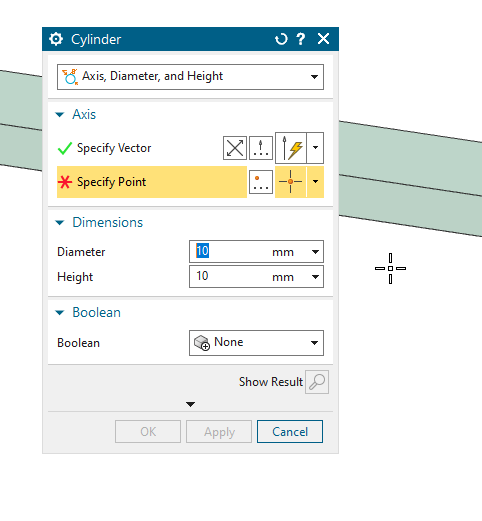 Cylinder
Axis, Diameter, and Height
Axis
Specify Vector
Specify Point
Dimensions
Diameter 10 mm
Height 10 mm
Boolean
Boolean None
Show Result
OK Apply Cancel